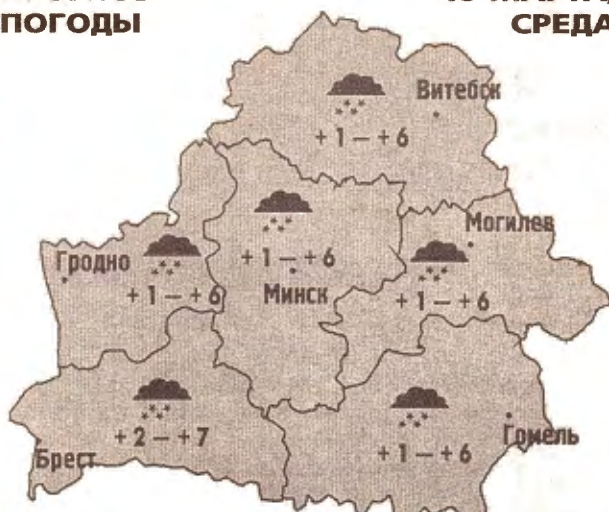 ПОГОДЫ
СРЕДА
Витебск
+ 1 – + 6
Могилев
+ 1 – + 6
Гродно
+ 1 – + 6
Минск
+ 1 – + 6
+ 2 – + 7
Брест
+ 1 – + 6
Гомель